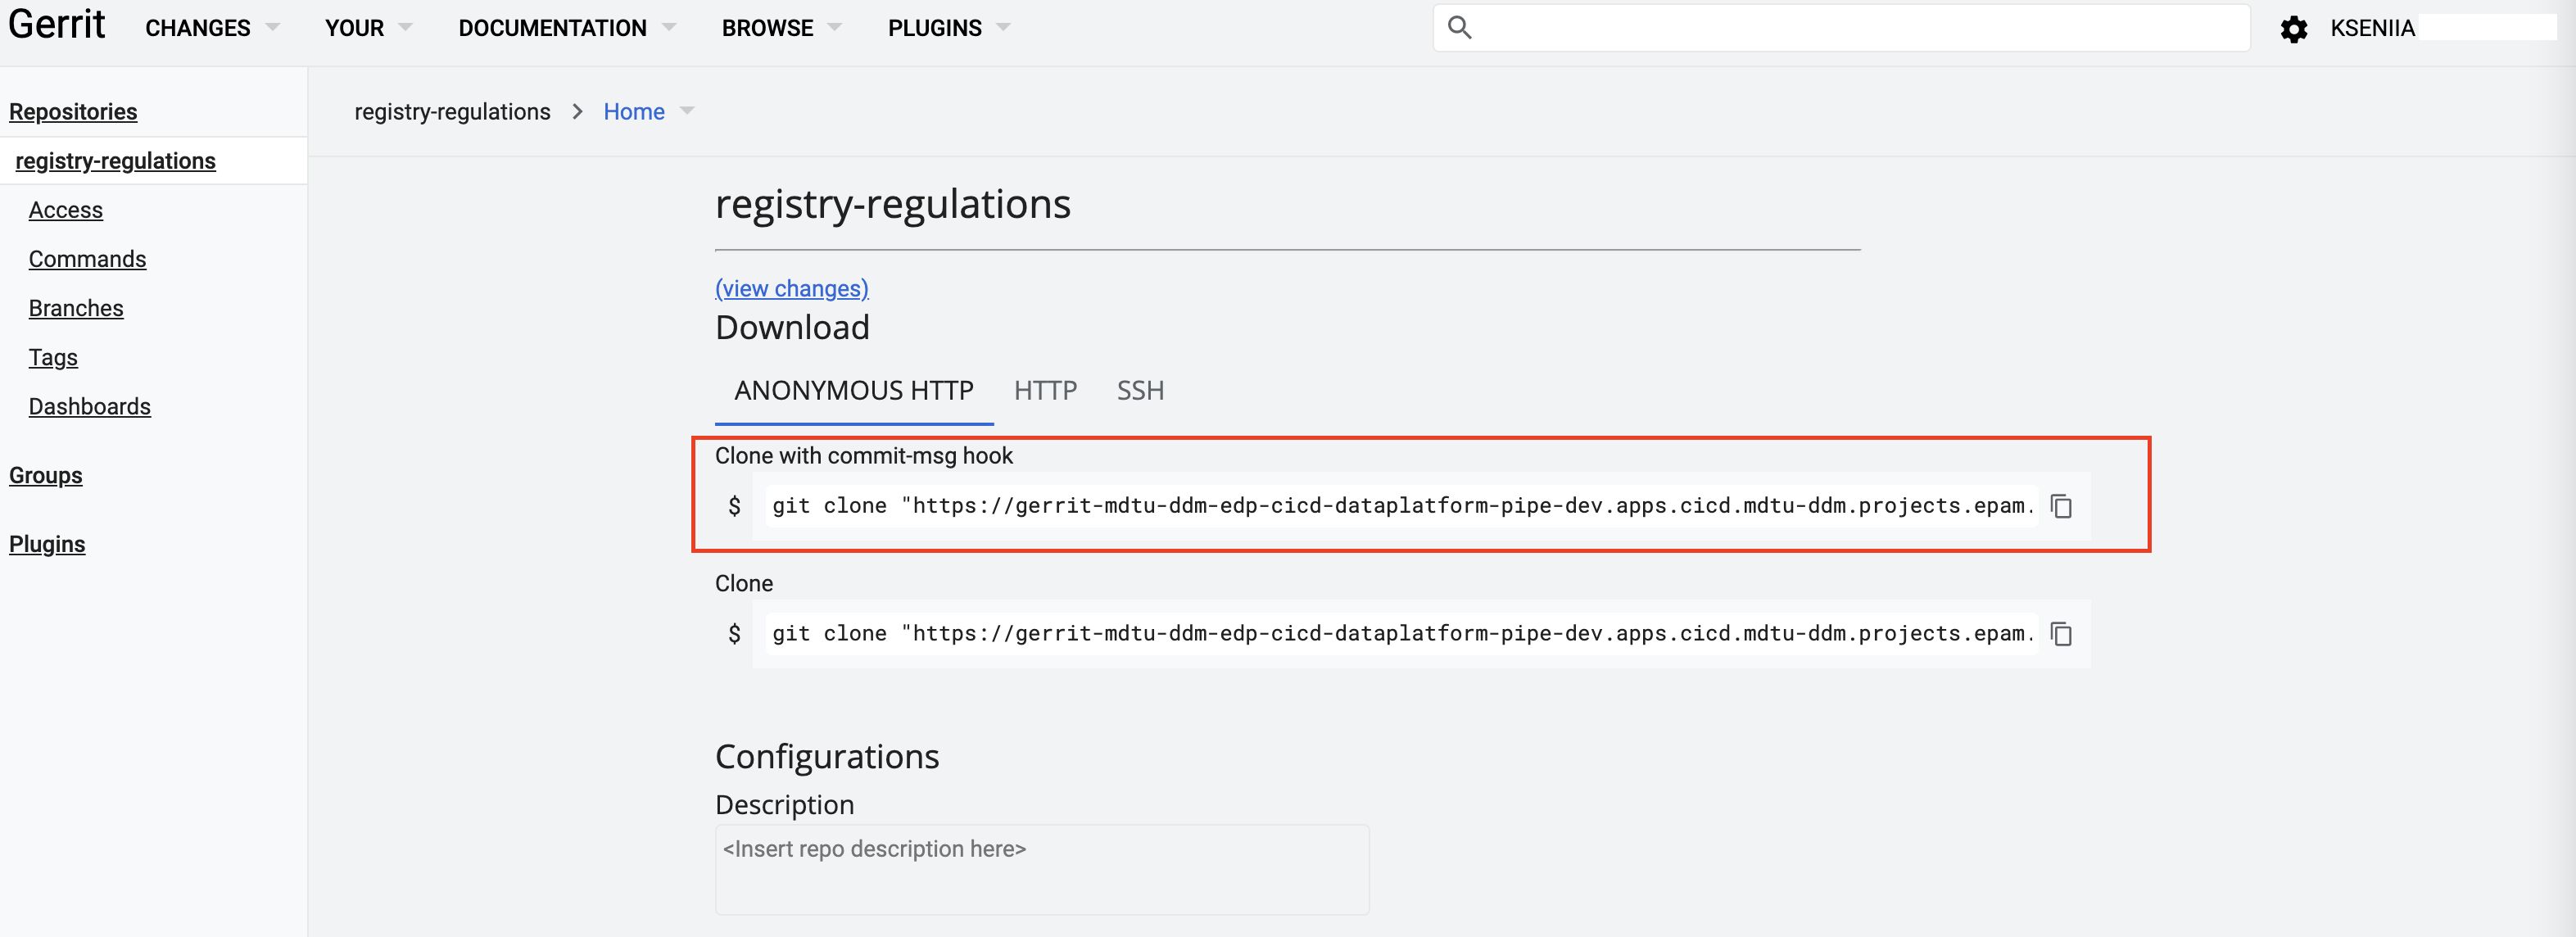 Gerrit CHANGES YOUR DOCUMENTATION BROWSE PLUGINS KSENIIA
Repositories
registry-regulations
Access
Commands
Branches
Tags
Dashboards
Groups
Plugins
registry-regulations > Home
registry-regulations
(view changes)
Download
ANONYMOUS HTTP HTTP SSH
Clone with commit-msg hook
$ git clone "https://gerrit-mdtu-ddm-edp-cicd-dataplatform-pipe-dev.apps.cicd.mdtu-ddm.projects.epam.
Clone
$ git clone "https://gerrit-mdtu-ddm-edp-cicd-dataplatform-pipe-dev.apps.cicd.mdtu-ddm.projects.epam.
Configurations
Description
<Insert repo description here>